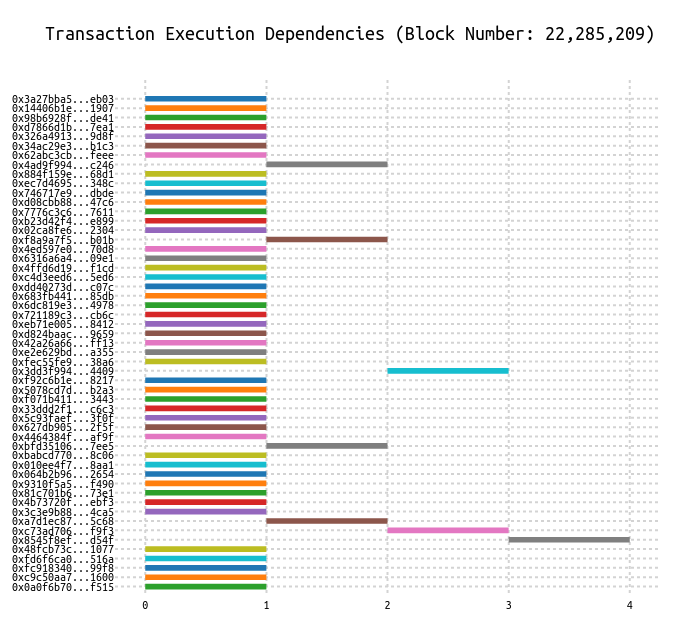 Transaction Execution Dependencies (Block Number: 22,285,209)
0x3a27bba5...eb03
0x14406b1e...1907
0x98b6928f...de41
0xd7866d1b...7ea1
0x326a4913...9d8f
0x34ac29e3...b1c3
0x62abc3cb...feee
0x4ad9f994...c246
0x884f159e...68d1
0xec7d4695...348c
0x746717e9...dbde
0xd08cbb88...47c6
0x7776c3c6...7611
0xb23d42f4...e899
0x02ca8fe6...2304
0xf8a9a7f5...b01b
0x4ed597e0...70d8
0x6316a6a4...09e1
0x4ffd6d19...f1cd
0xc4d3eed6...5ed6
0xdd40273d...c07c
0x683fb441...85db
0x6dc819e3...4978
0x721189c3...cb6c
0xeb71e005...8412
0xd824baac...9659
0x42a26a66...ff13
0xe2e629bd...a355
0xfec55fe9...38a6
0x3dd3f994...4409
0xf92c6b1e...8217
0x5078cd7d...b2a3
0xf071b411...3443
0x33ddd2f1...c6c3
0x5c93faef...3f0f
0x627db905...2f5f
0x4464384f...af9f
0xbfd35106...7ee5
0xbabcd770...8c06
0x010ee4f7...8aa1
0x064b2b96...2654
0x9310f5a5...f490
0x81c701b6...73e1
0x4b73720f...ebf3
0x3c3e9b88...4ca5
0xa7d1ec87...5c68
0xc73ad706...f9f3
0x8545f8ef...d54f
0x48fcb73c...1077
0xfd6f6ca0...516a
0xfc918340...99f8
0xc9c50aa7...1600
0x0a0f6b70...f515
0 1 2 3 4